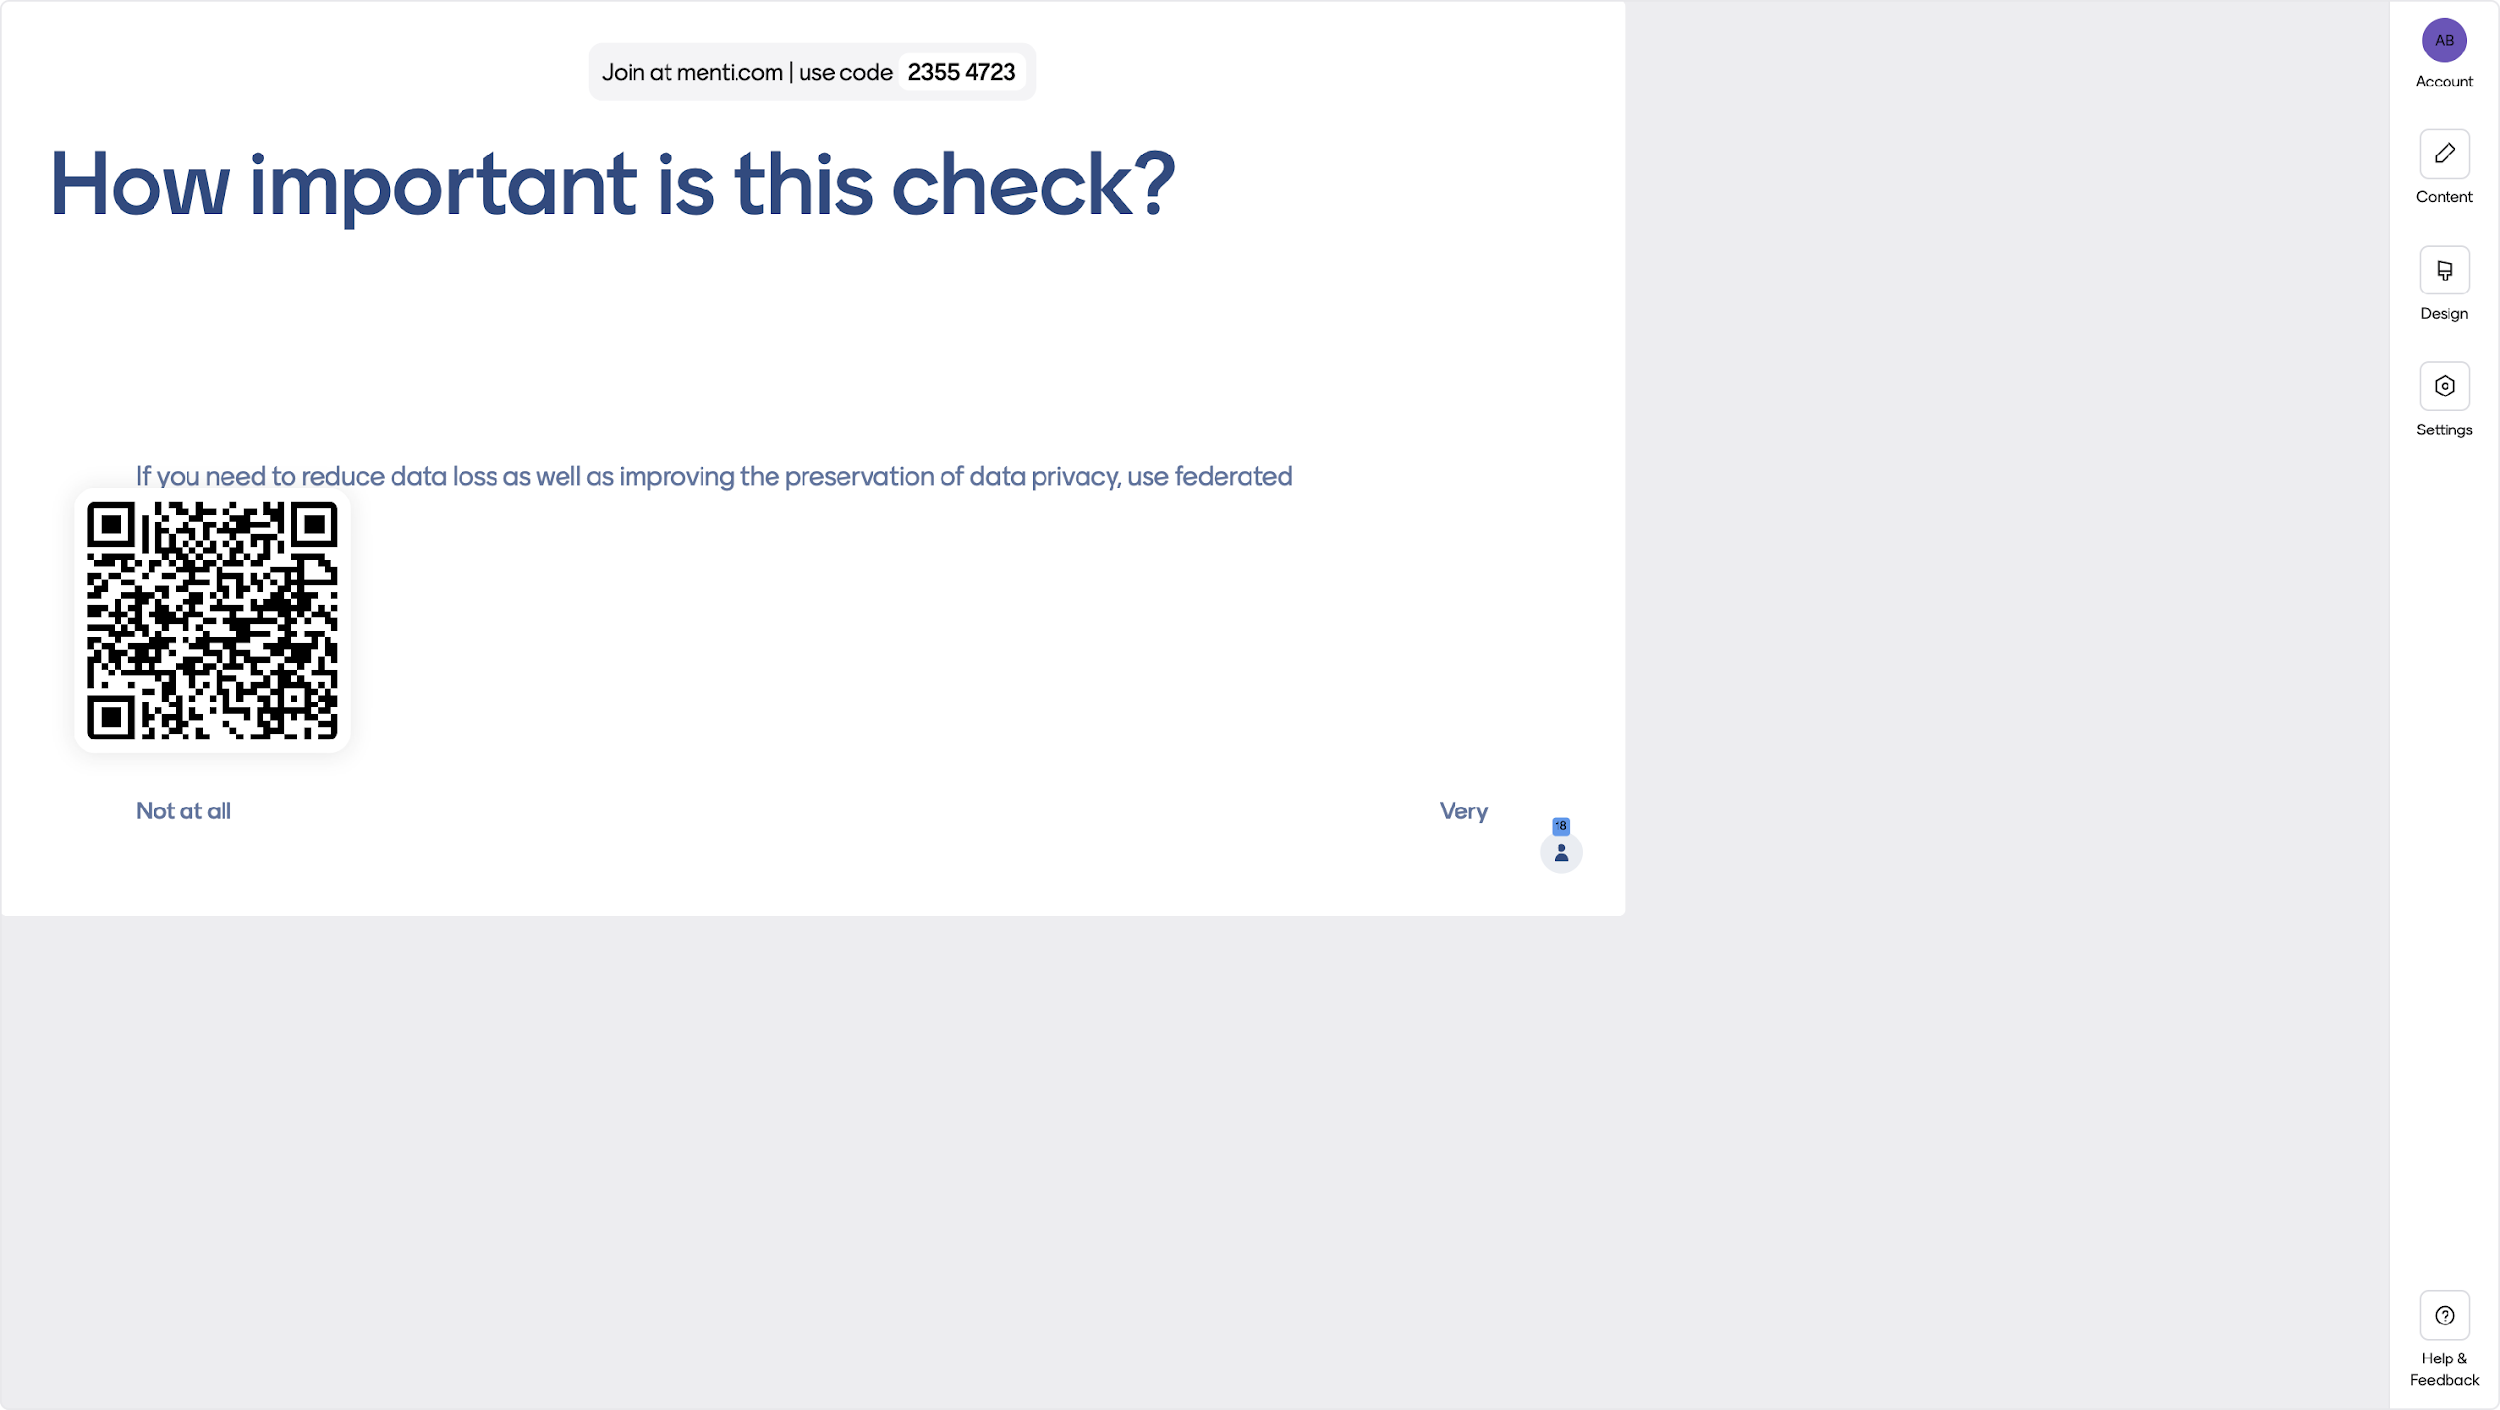 Join at menti.com | use code 2355 4723
How important is this check?
If you need to reduce data loss as well as improving the preservation of data privacy, use federated
Not at all
Very
18
AB
Account
Content
Design
Settings
Help &
Feedback